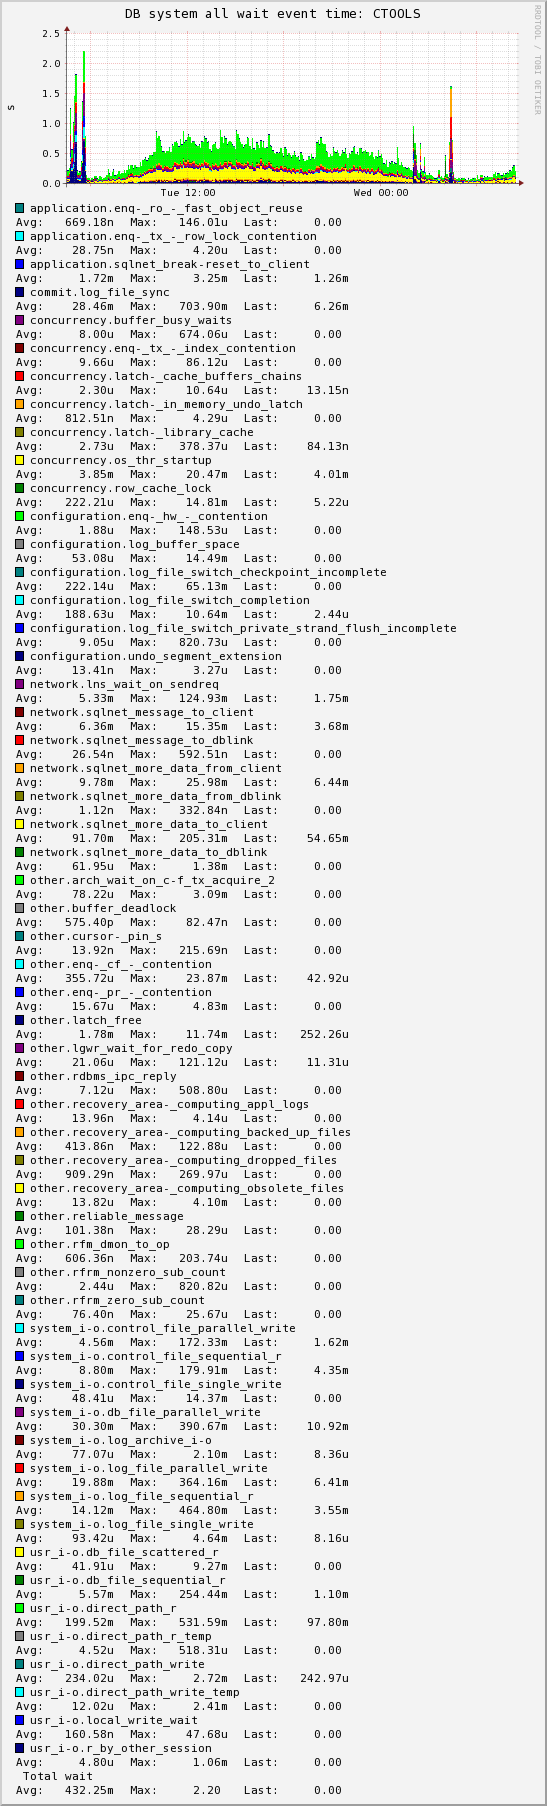 DB system all wait event time: CTOOLS
RRDTOOL / TOBI OETIKER
2.5
2.0
1.5
1.0
0.5
0.0
s
Tue 12:00 Wed 00:00
application.enq-_ro_-_fast_object_reuse
Avg: 669.18n Max: 146.01u Last: 0.00
application.enq-_tx_-_row_lock_contention
Avg: 28.75n Max: 4.20u Last: 0.00
application.sqlnet_break-reset_to_client
Avg: 1.72m Max: 3.25m Last: 1.26m
commit.log_file_sync
Avg: 28.46m Max: 703.90m Last: 6.26m
concurrency.buffer_busy_waits
Avg: 8.00u Max: 674.06u Last: 0.00
concurrency.enq-_tx_-_index_contention
Avg: 9.66u Max: 86.12u Last: 0.00
concurrency.latch-_cache_buffers_chains
Avg: 2.30u Max: 10.64u Last: 13.15n
concurrency.latch-_in_memory_undo_latch
Avg: 812.51n Max: 4.29u Last: 0.00
concurrency.latch-_library_cache
Avg: 2.73u Max: 378.37u Last: 84.13n
concurrency.os_thr_startup
Avg: 3.85m Max: 20.47m Last: 4.01m
concurrency.row_cache_lock
Avg: 222.21u Max: 14.81m Last: 5.22u
configuration.enq-_hw_-_contention
Avg: 1.88u Max: 148.53u Last: 0.00
configuration.log_buffer_space
Avg: 53.08u Max: 14.49m Last: 0.00
configuration.log_file_switch_checkpoint_incomplete
Avg: 222.14u Max: 65.13m Last: 0.00
configuration.log_file_switch_completion
Avg: 188.63u Max: 10.64m Last: 2.44u
configuration.log_file_switch_private_strand_flush_incomplete
Avg: 9.05u Max: 820.73u Last: 0.00
configuration.undo_segment_extension
Avg: 13.41n Max: 3.27u Last: 0.00
network.lns_wait_on_sendreq
Avg: 5.33m Max: 124.93m Last: 1.75m
network.sqlnet_message_to_client
Avg: 6.36m Max: 15.35m Last: 3.68m
network.sqlnet_message_to_dblink
Avg: 26.54n Max: 592.51n Last: 0.00
network.sqlnet_more_data_from_client
Avg: 9.78m Max: 25.98m Last: 6.44m
network.sqlnet_more_data_from_dblink
Avg: 1.12n Max: 332.84n Last: 0.00
network.sqlnet_more_data_to_client
Avg: 91.70m Max: 205.31m Last: 54.65m
network.sqlnet_more_data_to_dblink
Avg: 61.95u Max: 1.38m Last: 0.00
other.arch_wait_on_c-f_tx_acquire_2
Avg: 78.22u Max: 3.09m Last: 0.00
other.buffer_deadlock
Avg: 575.40p Max: 82.47n Last: 0.00
other.cursor-_pin_s
Avg: 13.92n Max: 215.69n Last: 0.00
other.enq-_cf_-_contention
Avg: 355.72u Max: 23.87m Last: 42.92u
other.enq-_pr_-_contention
Avg: 15.67u Max: 4.83m Last: 0.00
other.latch_free
Avg: 1.78m Max: 11.74m Last: 252.26u
other.lgwr_wait_for_redo_copy
Avg: 21.06u Max: 121.12u Last: 11.31u
other.rdbms_ipc_reply
Avg: 7.12u Max: 508.80u Last: 0.00
other.recovery_area-_computing_appl_logs
Avg: 13.96n Max: 4.14u Last: 0.00
other.recovery_area-_computing_backed_up_files
Avg: 413.86n Max: 122.88u Last: 0.00
other.recovery_area-_computing_dropped_files
Avg: 909.29n Max: 269.97u Last: 0.00
other.recovery_area-_computing_obsolete_files
Avg: 13.82u Max: 4.10m Last: 0.00
other.reliable_message
Avg: 101.38n Max: 28.29u Last: 0.00
other.rfm_dmon_to_op
Avg: 606.36n Max: 203.74u Last: 0.00
other.rfrm_nonzero_sub_count
Avg: 2.44u Max: 820.82u Last: 0.00
other.rfrm_zero_sub_count
Avg: 76.40n Max: 25.67u Last: 0.00
system_i-o.control_file_parallel_write
Avg: 4.56m Max: 172.33m Last: 1.62m
system_i-o.control_file_sequential_r
Avg: 8.80m Max: 179.91m Last: 4.35m
system_i-o.control_file_single_write
Avg: 48.41u Max: 14.37m Last: 0.00
system_i-o.db_file_parallel_write
Avg: 30.30m Max: 390.67m Last: 10.92m
system_i-o.log_archive_i-o
Avg: 77.07u Max: 2.10m Last: 8.36u
system_i-o.log_file_parallel_write
Avg: 19.88m Max: 364.16m Last: 6.41m
system_i-o.log_file_sequential_r
Avg: 14.12m Max: 464.80m Last: 3.55m
system_i-o.log_file_single_write
Avg: 93.42u Max: 4.64m Last: 8.16u
usr_i-o.db_file_scattered_r
Avg: 41.91u Max: 9.27m Last: 0.00
usr_i-o.db_file_sequential_r
Avg: 5.57m Max: 254.44m Last: 1.10m
usr_i-o.direct_path_r
Avg: 199.52m Max: 531.59m Last: 97.80m
usr_i-o.direct_path_r_temp
Avg: 4.52u Max: 518.31u Last: 0.00
usr_i-o.direct_path_write
Avg: 234.02u Max: 2.72m Last: 242.97u
usr_i-o.direct_path_write_temp
Avg: 12.02u Max: 2.41m Last: 0.00
usr_i-o.local_write_wait
Avg: 160.58n Max: 47.68u Last: 0.00
usr_i-o.r_by_other_session
Avg: 4.80u Max: 1.06m Last: 0.00
Total wait
Avg: 432.25m Max: 2.20 Last: 0.00